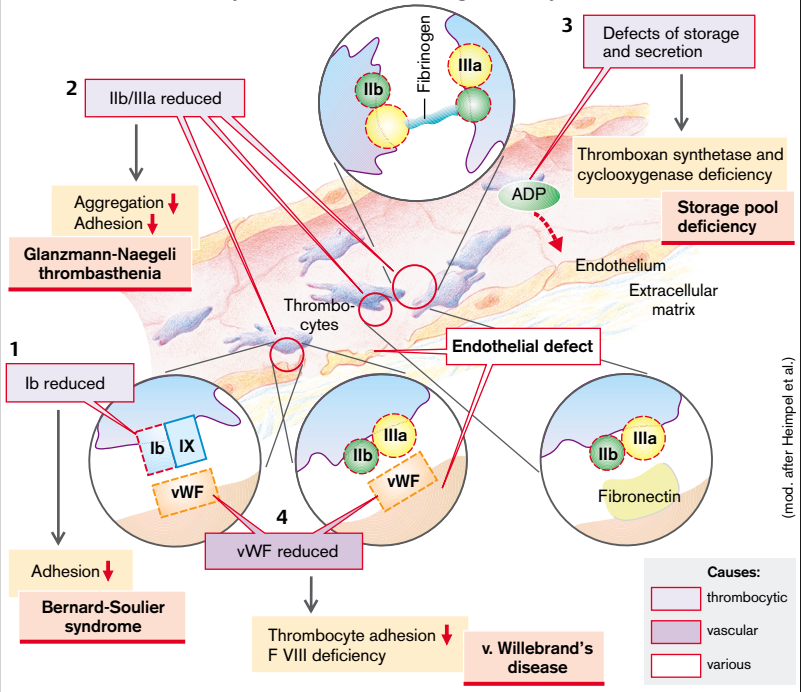 3
Defects of storage
and secretion
Fibrinogen
IIIa
IIb
2
IIb/IIIa reduced
Thromboxan synthetase and
cyclooxygenase deficiency
Storage pool
deficiency
ADP
Aggregation
Adhesion
Glanzmann-Naegeli
thrombasthenia
Endothelium
Extracellular
matrix
Thrombo-
cytes
Endothelial defect
1
Ib reduced
Ib
IX
vWF
IIIa
IIb
vWF
IIIa
IIb
Fibronectin
4
vWF reduced
Adhesion
Bernard-Soulier
syndrome
Thrombocyte adhesion
F VIII deficiency
v. Willebrand’s
disease
Causes:
thrombocytic
vascular
various
(mod. after Heimpel et al.)